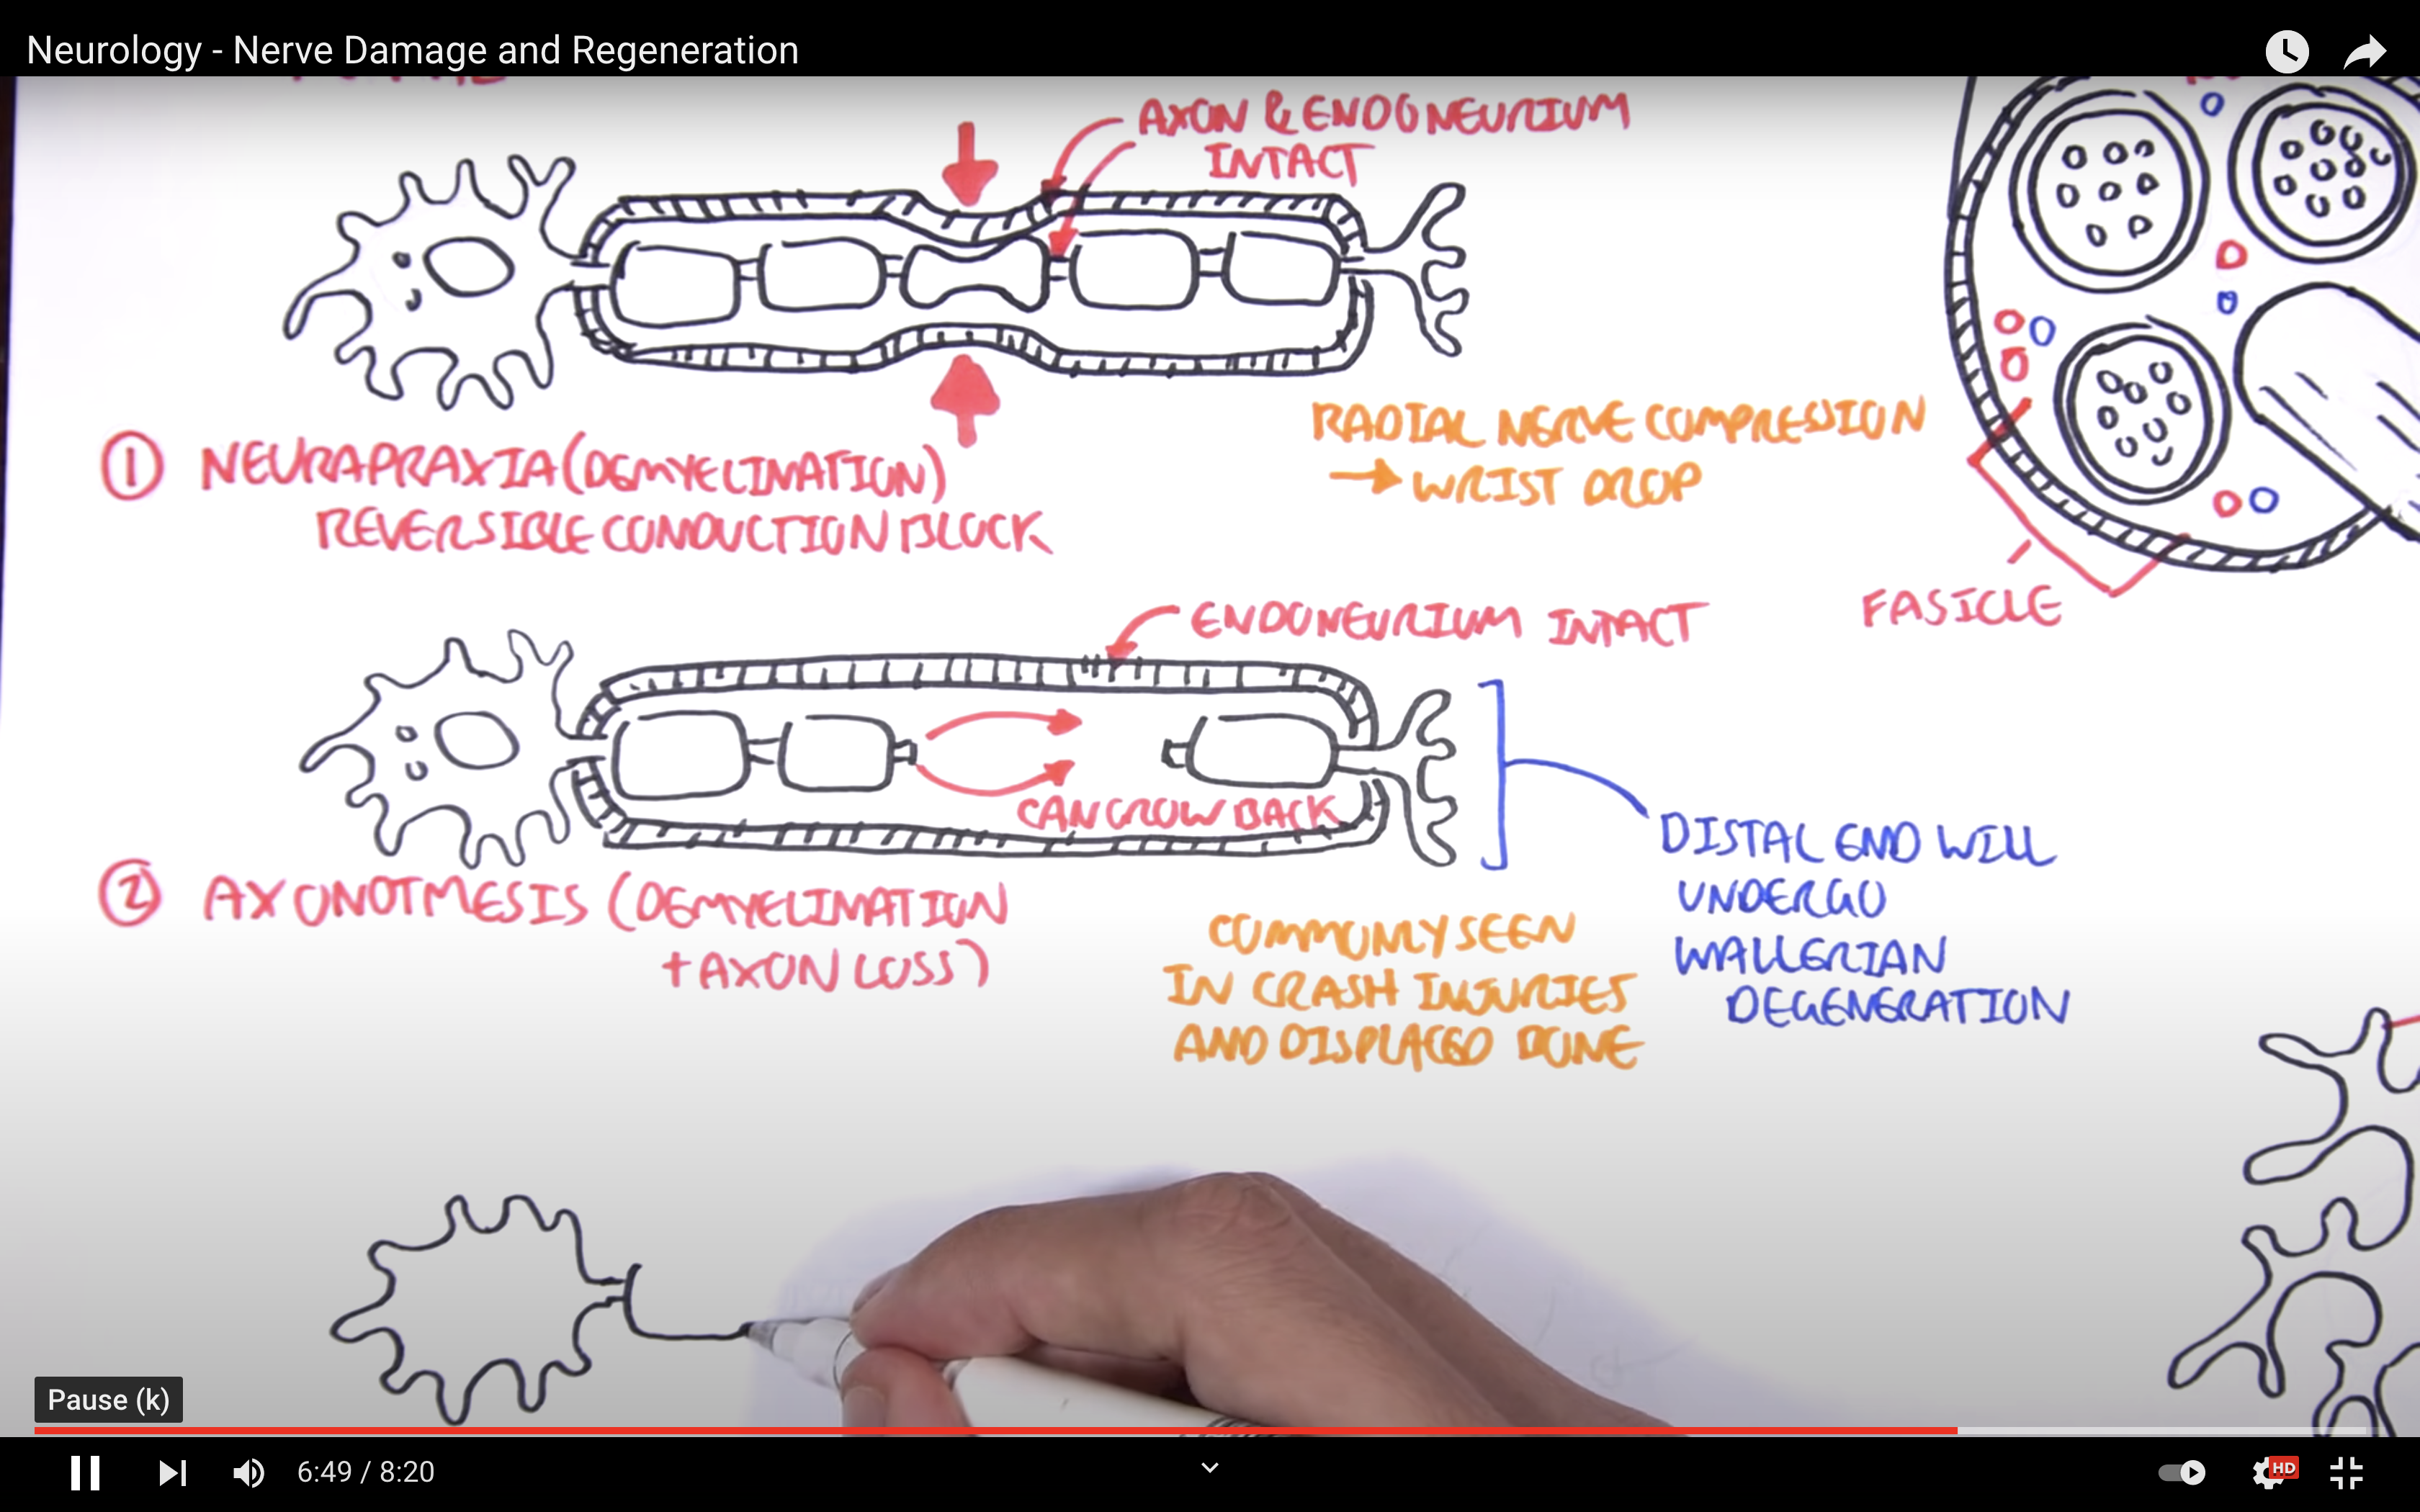 Neurology - Nerve Damage and Regeneration
AXON & ENDONEURIUM
INTACT
① NEURAPRAXIA (DEMYELINATION)
REVERSIBLE CONDUCTION BLOCK
RADIAL NERVE COMPRESSION
→ WRIST DROP
FASICLE
ENDONEURIUM INTACT
CAN GROW BACK
② AXONOTMESIS (DEMYELINATION
+ AXON LOSS)
COMMONLY SEEN
IN CRASH INJURIES
AND DISPLACED BONE
DISTAL END WILL
UNDERGO
WALLERIAN
DEGENERATION
Pause (k)
6:49 / 8:20
HD